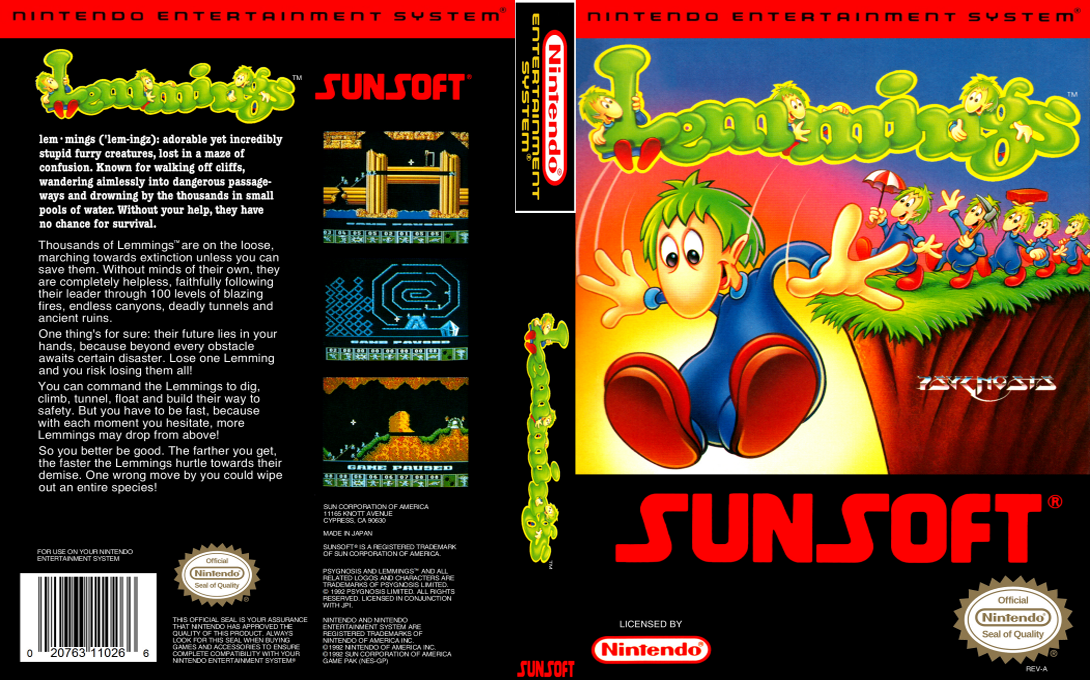 NINTENDO ENTERTAINMENT SYSTEM®
Lemmings™
SUNSOFT®
lem·mings ('lem-ingz): adorable yet incredibly
stupid furry creatures, lost in a maze of
confusion. Known for walking off cliffs,
wandering aimlessly into dangerous passage-
ways and drowning by the thousands in small
pools of water. Without your help, they have
no chance for survival.
Thousands of Lemmings™ are on the loose,
marching towards extinction unless you can
save them. Without minds of their own, they
are completely helpless, faithfully following
their leader through 100 levels of blazing
fires, endless canyons, deadly tunnels and
ancient ruins.
One thing's for sure: their future lies in your
hands, because beyond every obstacle
awaits certain disaster. Lose one Lemming
and you risk losing them all!
You can command the Lemmings to dig,
climb, tunnel, float and build their way to
safety. But you have to be fast, because
with each moment you hesitate, more
Lemmings may drop from above!
So you better be good. The farther you get,
the faster the Lemmings hurtle towards their
demise. One wrong move by you could wipe
out an entire species!
GAME PAUSED
GAME PAUSED
GAME PAUSED
SUN CORPORATION OF AMERICA
11165 KNOTT AVENUE
CYPRESS, CA 90630
MADE IN JAPAN
SUNSOFT® IS A REGISTERED TRADEMARK
OF SUN CORPORATION OF AMERICA.
PSYGNOSIS AND LEMMINGS™ AND ALL
RELATED LOGOS AND CHARACTERS ARE
TRADEMARKS OF PSYGNOSIS LIMITED.
© 1992 PSYGNOSIS LIMITED. ALL RIGHTS
RESERVED. LICENSED IN CONJUNCTION
WITH JPI.
NINTENDO AND NINTENDO
ENTERTAINMENT SYSTEM ARE
REGISTERED TRADEMARKS OF
NINTENDO OF AMERICA INC.
©1992 NINTENDO OF AMERICA INC.
©1992 SUN CORPORATION OF AMERICA
GAME PAK (NES-GP)
FOR USE ON YOUR NINTENDO
ENTERTAINMENT SYSTEM
0 20763 11026 6
Official
Nintendo®
Seal of Quality
®
THIS OFFICIAL SEAL IS YOUR ASSURANCE
THAT NINTENDO HAS APPROVED THE
QUALITY OF THIS PRODUCT. ALWAYS
LOOK FOR THIS SEAL WHEN BUYING
GAMES AND ACCESSORIES TO ENSURE
COMPLETE COMPATIBILITY WITH YOUR
NINTENDO ENTERTAINMENT SYSTEM®
Nintendo®
ENTERTAINMENT
SYSTEM®
Lemmings™
SUNSOFT
NINTENDO ENTERTAINMENT SYSTEM®
Lemmings™
PSYGNOSIS
SUNSOFT®
LICENSED BY
Nintendo®
Official
Nintendo®
Seal of Quality
®
REV-A